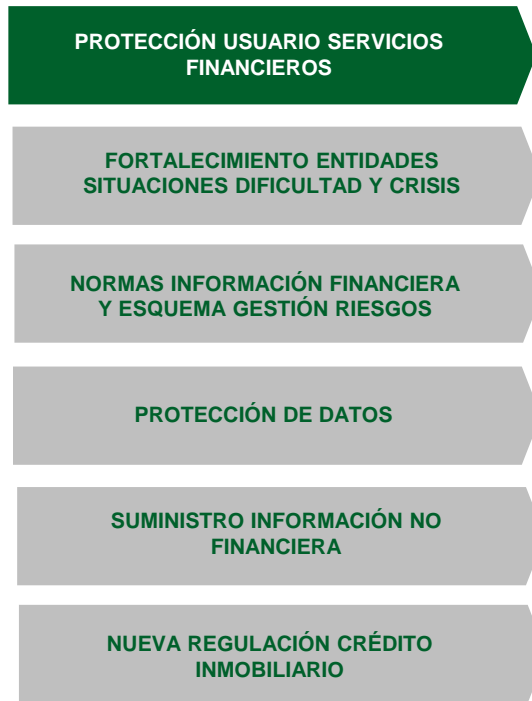 PROTECCIÓN USUARIO SERVICIOS
FINANCIEROS
FORTALECIMIENTO ENTIDADES
SITUACIONES DIFICULTAD Y CRISIS
NORMAS INFORMACIÓN FINANCIERA
Y ESQUEMA GESTIÓN RIESGOS
PROTECCIÓN DE DATOS
SUMINISTRO INFORMACIÓN NO
FINANCIERA
NUEVA REGULACIÓN CRÉDITO
INMOBILIARIO